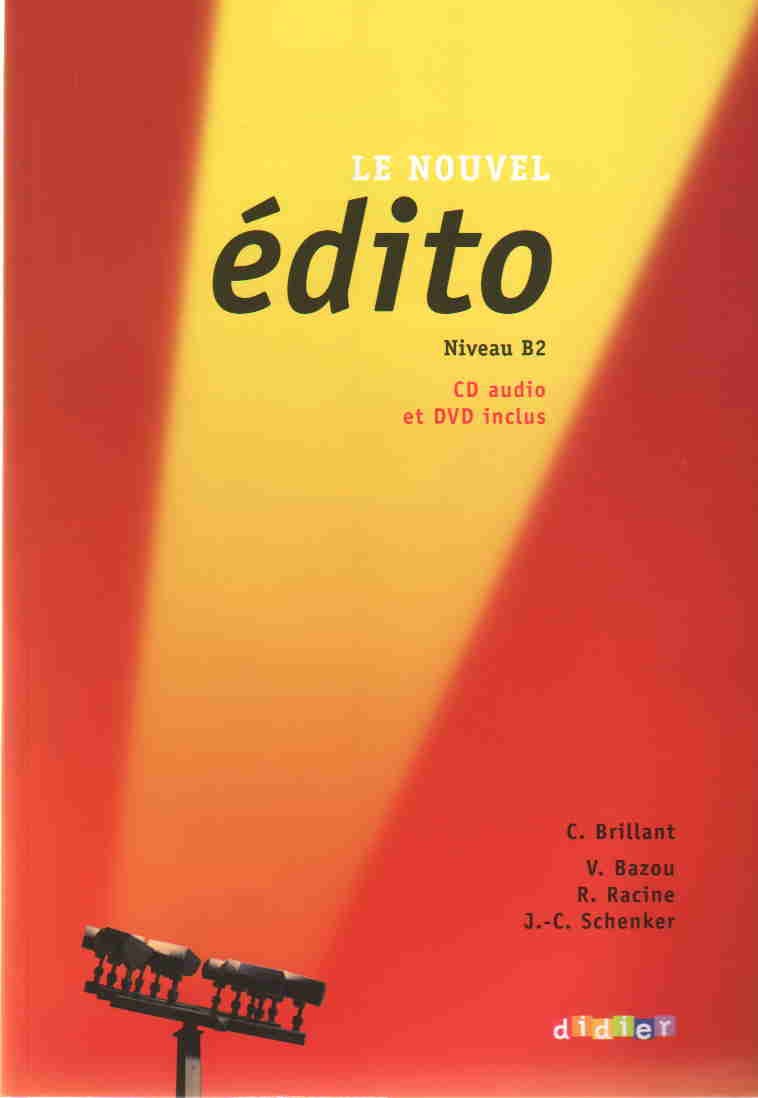 LE NOUVEL
édito
Niveau B2
CD audio
et DVD inclus
C. Brillant
V. Bazou
R. Racine
J.-C. Schenker
didier